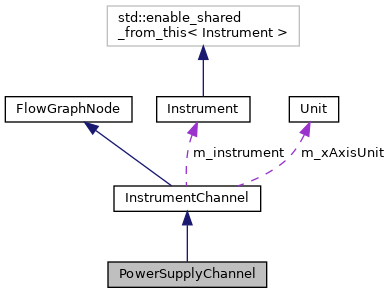 std::enable_shared
_from_this< Instrument >
FlowGraphNode
Instrument
Unit
m_instrument
m_xAxisUnit
InstrumentChannel
PowerSupplyChannel